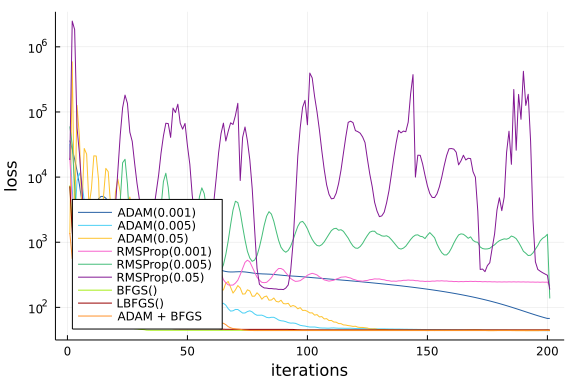 10^6
10^5
10^4
10^3
10^2
loss
ADAM(0.001)
ADAM(0.005)
ADAM(0.05)
RMSProp(0.001)
RMSProp(0.005)
RMSProp(0.05)
BFGS()
LBFGS()
ADAM + BFGS
0 50 100 150 200
iterations